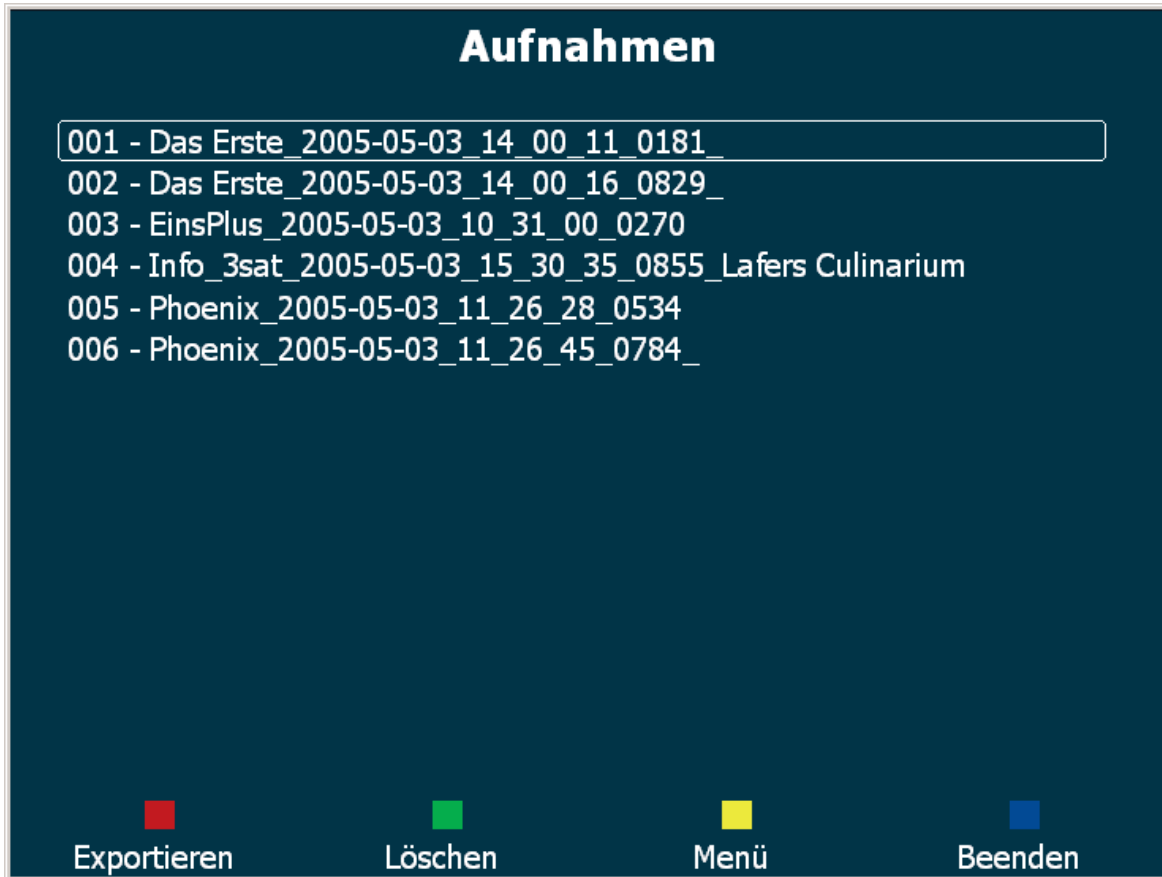 Aufnahmen
001 - Das Erste_2005-05-03_14_00_11_0181_
002 - Das Erste_2005-05-03_14_00_16_0829_
003 - EinsPlus_2005-05-03_10_31_00_0270
004 - Info_3sat_2005-05-03_15_30_35_0855_Lafers Culinarium
005 - Phoenix_2005-05-03_11_26_28_0534
006 - Phoenix_2005-05-03_11_26_45_0784_
Exportieren Löschen Menü Beenden